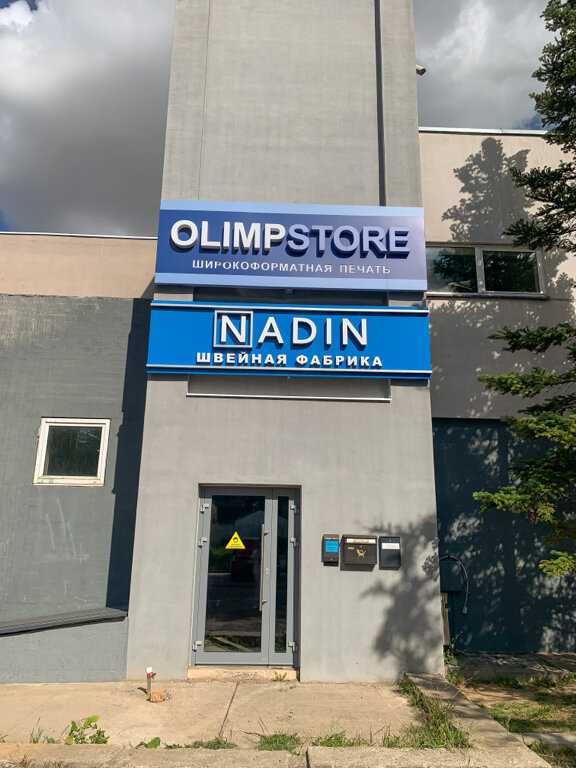 OLIMPSTORE
ШИРОКОФОРМАТНАЯ ПЕЧАТЬ
NADIN
ШВЕЙНАЯ ФАБРИКА